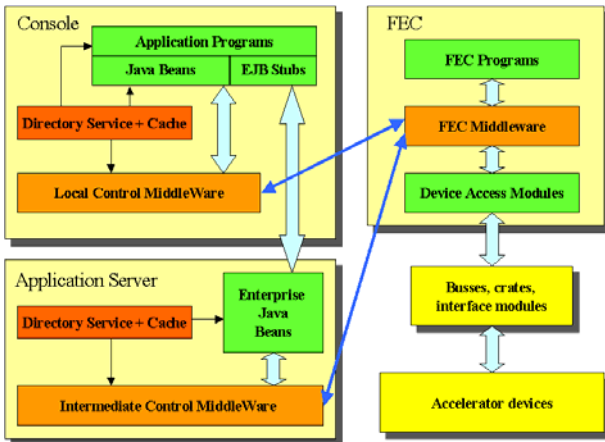 Console
Application Programs
Java Beans
EJB Stubs
Directory Service + Cache
Local Control MiddleWare
Application Server
Enterprise
Java
Beans
Directory Service + Cache
Intermediate Control MiddleWare
FEC
FEC Programs
FEC Middleware
Device Access Modules
Busses, crates,
interface modules
Accelerator devices